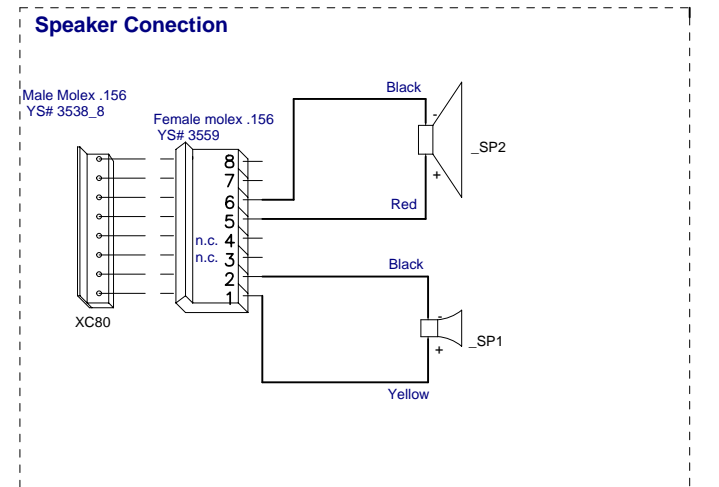 Speaker Conection
Male Molex .156
YS# 3538_8
Female molex .156
YS# 3559
Black
-
_SP2
+
Red
8
7
6
5
n.c. 4
n.c. 3
2
1
XC80
Black
-
_SP1
+
Yellow